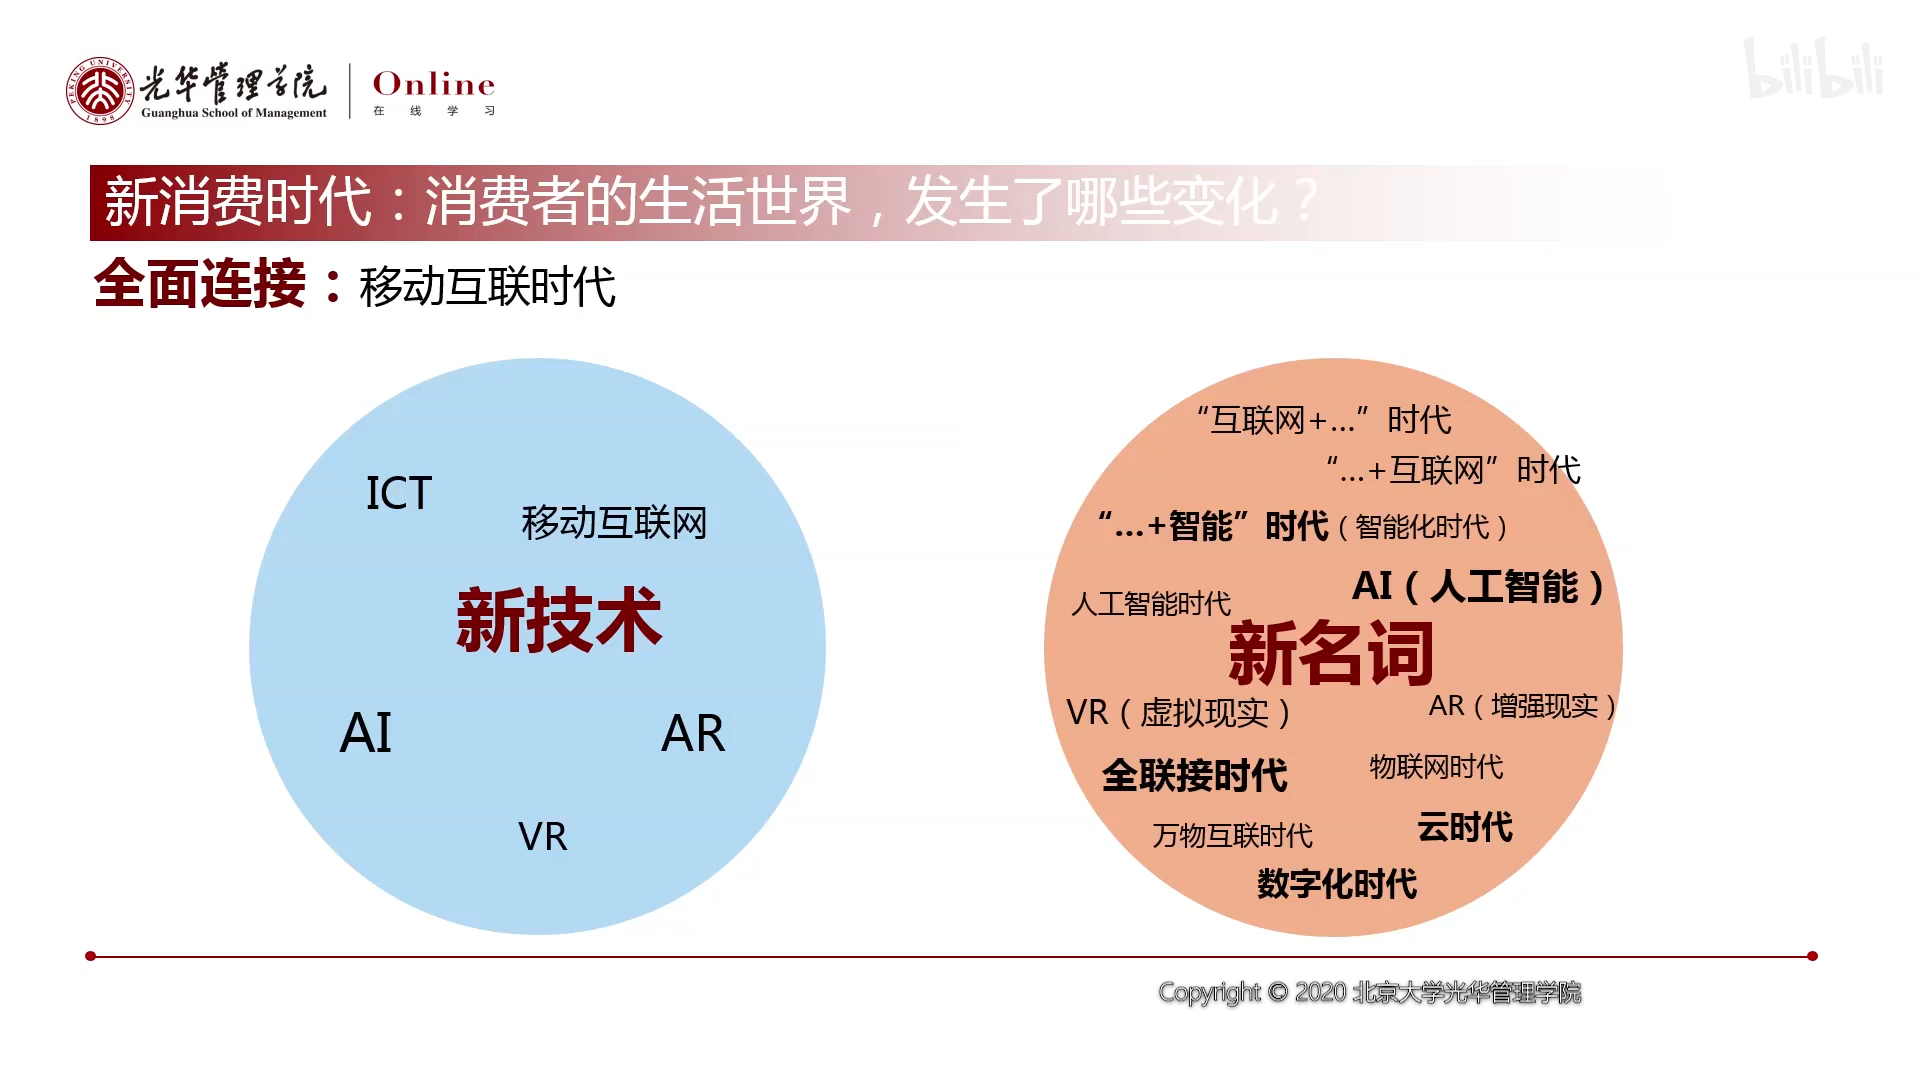 bilibili
PEKING UNIVERSITY
1898
光华管理学院
Guanghua School of Management
Online
在线学习
新消费时代：消费者的生活世界，发生了哪些变化？
全面连接：移动互联时代
ICT
移动互联网
新技术
AI
AR
VR
“互联网+…”时代
“…+互联网”时代
“…+智能”时代（智能化时代）
AI（人工智能）
人工智能时代
新名词
VR（虚拟现实）
AR（增强现实）
全联接时代
物联网时代
云时代
万物互联时代
数字化时代
Copyright © 2020 北京大学光华管理学院